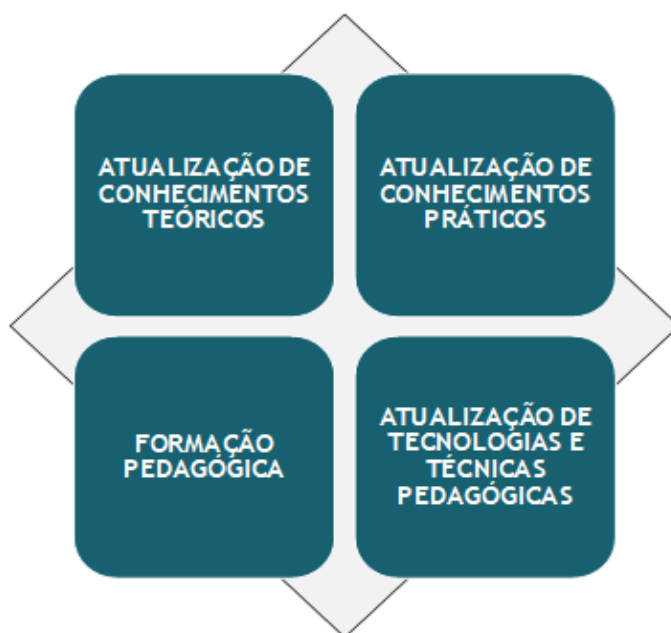 ATUALIZAÇÃO DE
CONHECIMENTOS
TEÓRICOS
ATUALIZAÇÃO DE
CONHECIMENTOS
PRÁTICOS
FORMAÇÃO
PEDAGÓGICA
ATUALIZAÇÃO DE
TECNOLOGIAS E
TÉCNICAS
PEDAGÓGICAS